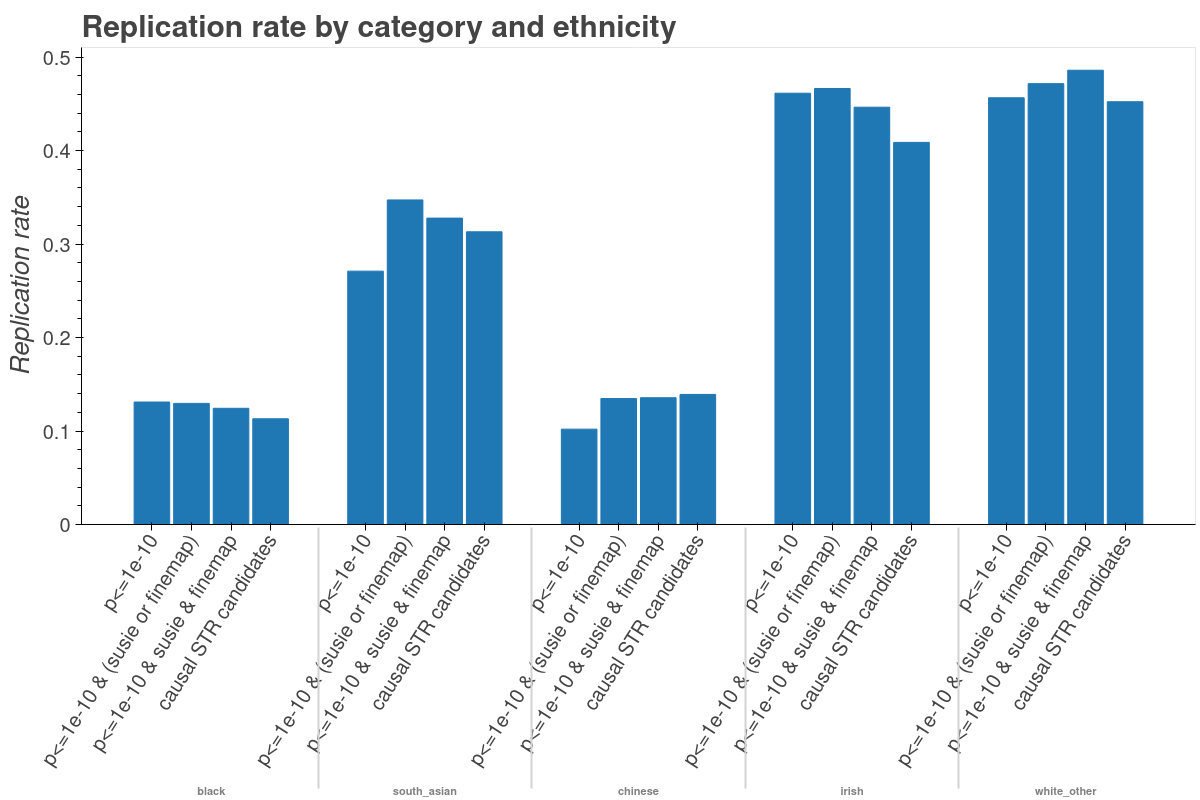 Replication rate by category and ethnicity
Replication rate
0.5
0.4
0.3
0.2
0.1
0
p<=1e-10
p<=1e-10 & (susie or finemap)
p<=1e-10 & susie & finemap
causal STR candidates
p<=1e-10
p<=1e-10 & (susie or finemap)
p<=1e-10 & susie & finemap
causal STR candidates
p<=1e-10
p<=1e-10 & (susie or finemap)
p<=1e-10 & susie & finemap
causal STR candidates
p<=1e-10
p<=1e-10 & (susie or finemap)
p<=1e-10 & susie & finemap
causal STR candidates
p<=1e-10
p<=1e-10 & (susie or finemap)
p<=1e-10 & susie & finemap
causal STR candidates
black
south_asian
chinese
irish
white_other